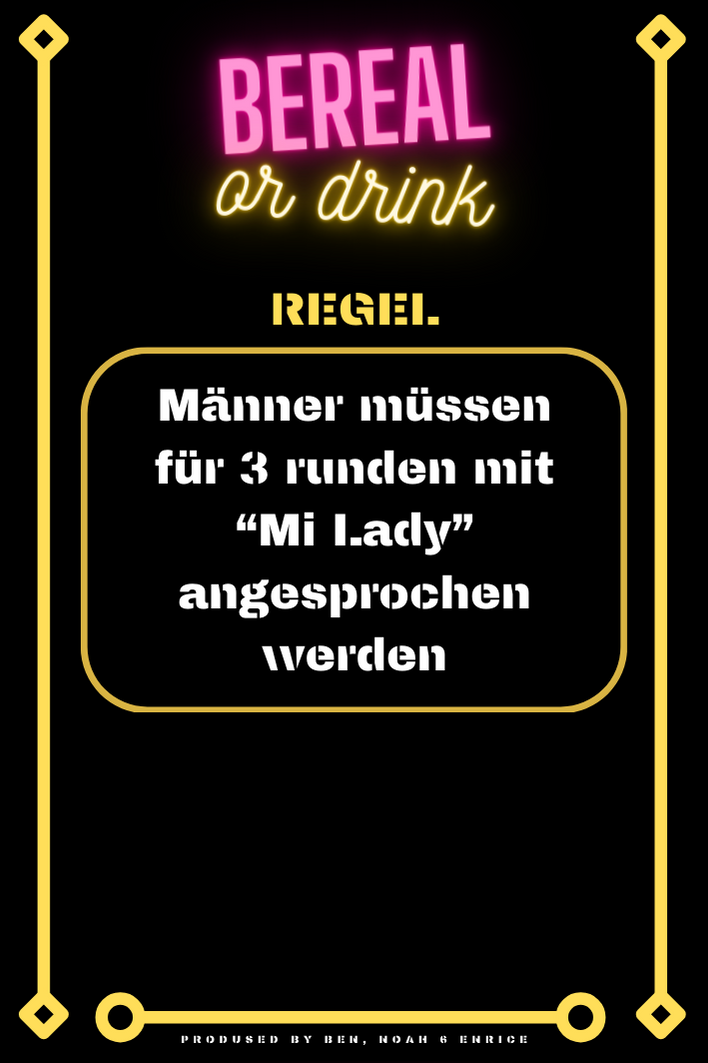 BEREAL
or drink
REGEL
Männer müssen
für 3 runden mit
“Mi Lady”
angesprochen
werden
PRODUSED BY BEN, NOAH & ENRICE